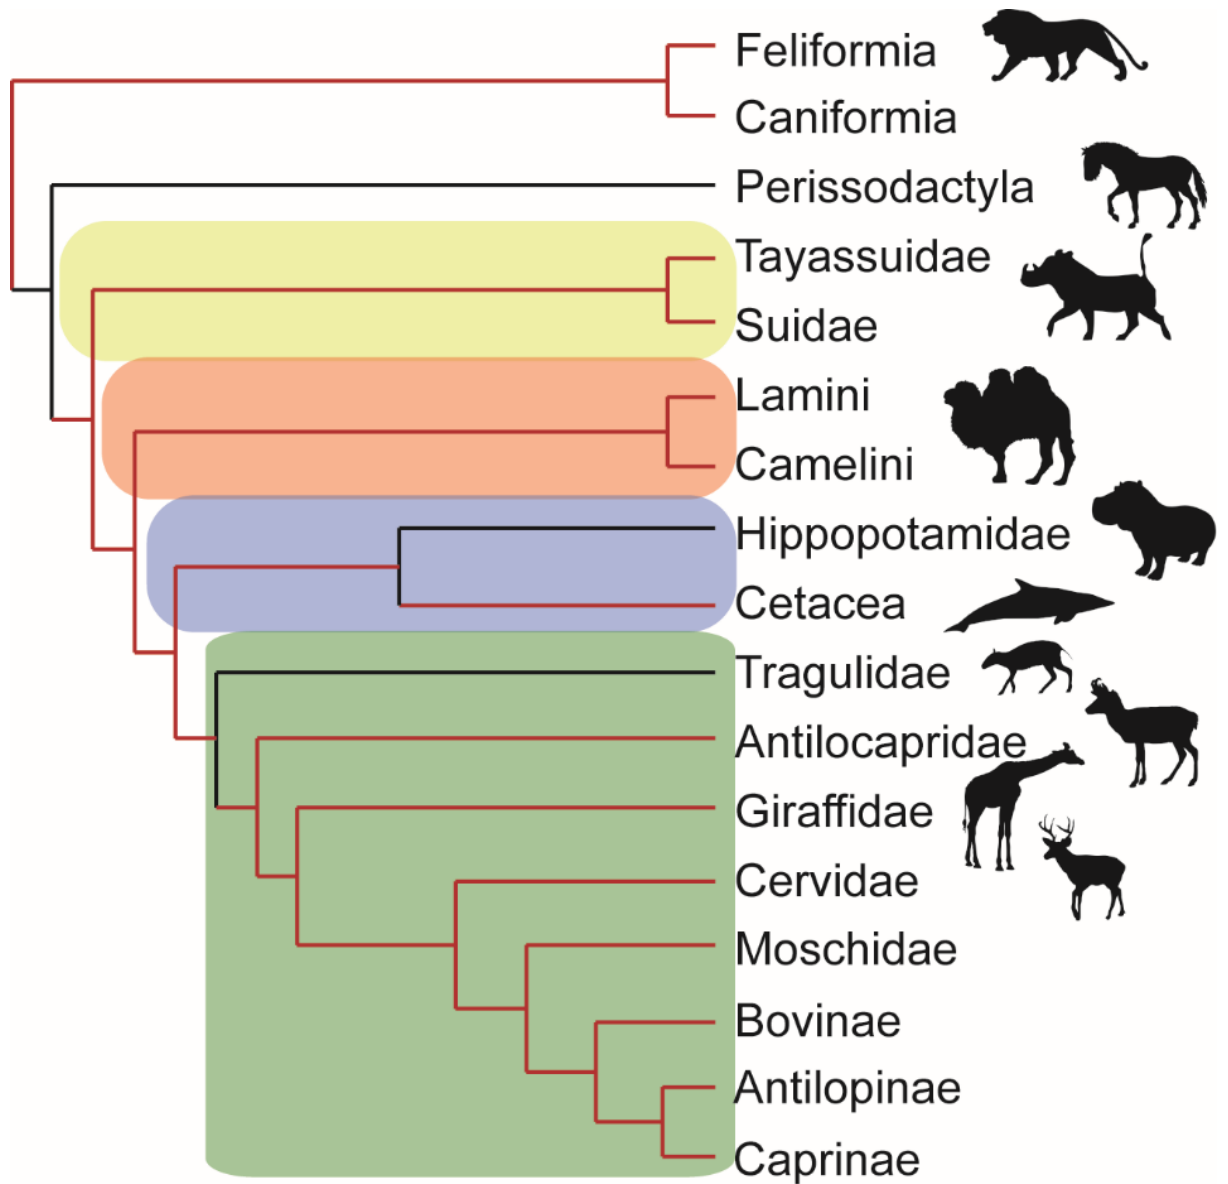 Feliformia
Caniformia
Perissodactyla
Tayassuidae
Suidae
Lamini
Camelini
Hippopotamidae
Cetacea
Tragulidae
Antilocapridae
Giraffidae
Cervidae
Moschidae
Bovinae
Antilopinae
Caprinae